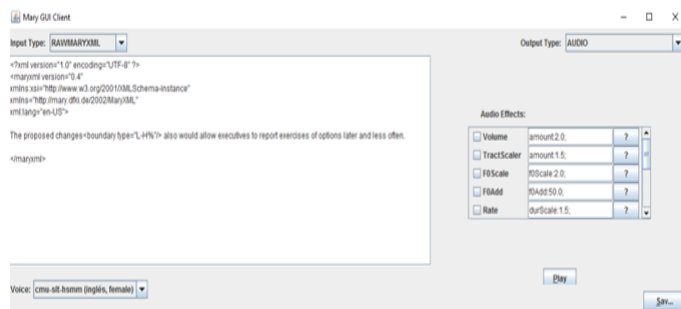 Mary GUI Client
Input Type: RAWMARYXML
Output Type: AUDIO
<?xml version="1.0" encoding="UTF-8" ?>
<maryxml version="0.4"
xmlns:xsi="http://www.w3.org/2001/XMLSchema-instance"
xmlns="http://mary.dfki.de/2002/MaryXML"
xml:lang="en-US">
The proposed changes<boundary type="L-H%"/> also would allow executives to report exercises of options later and less often.
</maryxml>
Audio Effects:
Volume amount:2.0; ?
TractScaler amount:1.5; ?
F0Scale f0Scale:2.0; ?
F0Add f0Add:50.0; ?
Rate durScale:1.5; ?
Voice: cmu-slt-hsmm (inglés, female)
Play
Sav...